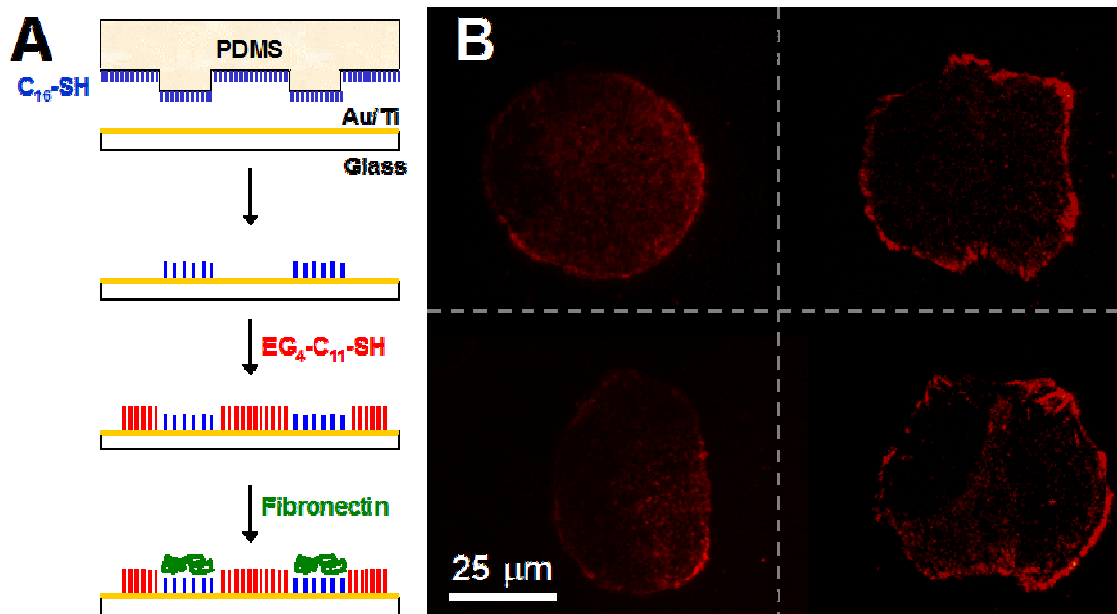 A
PDMS
C₁₆-SH
Au/Ti
Glass
EG₄-C₁₁-SH
Fibronectin
B
25 μm